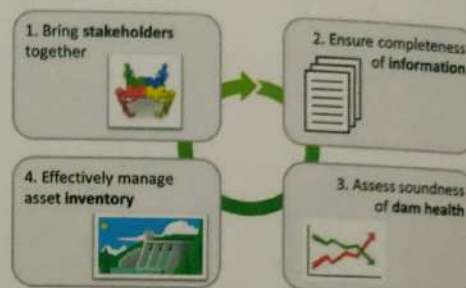 1. Bring stakeholders
together
2. Ensure completeness
of information
4. Effectively manage
asset inventory
3. Assess soundness
of dam health